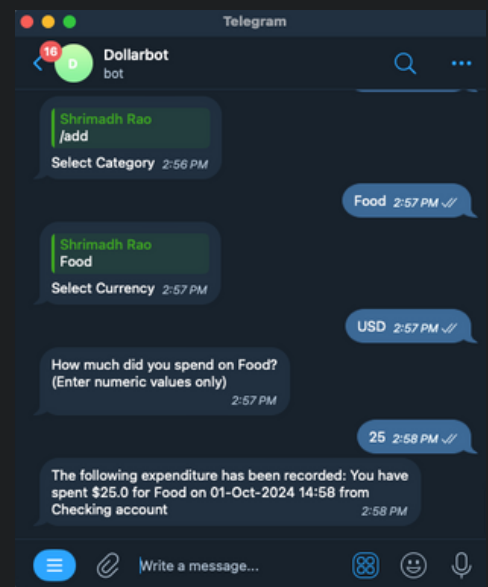 Telegram
16
D
Dollarbot
bot
Shrimadh Rao
/add
Select Category 2:56 PM
Food 2:57 PM
Shrimadh Rao
Food
Select Currency 2:57 PM
USD 2:57 PM
How much did you spend on Food?
(Enter numeric values only)
2:57 PM
25 2:58 PM
The following expenditure has been recorded: You have
spent $25.0 for Food on 01-Oct-2024 14:58 from
Checking account 2:58 PM
Write a message...